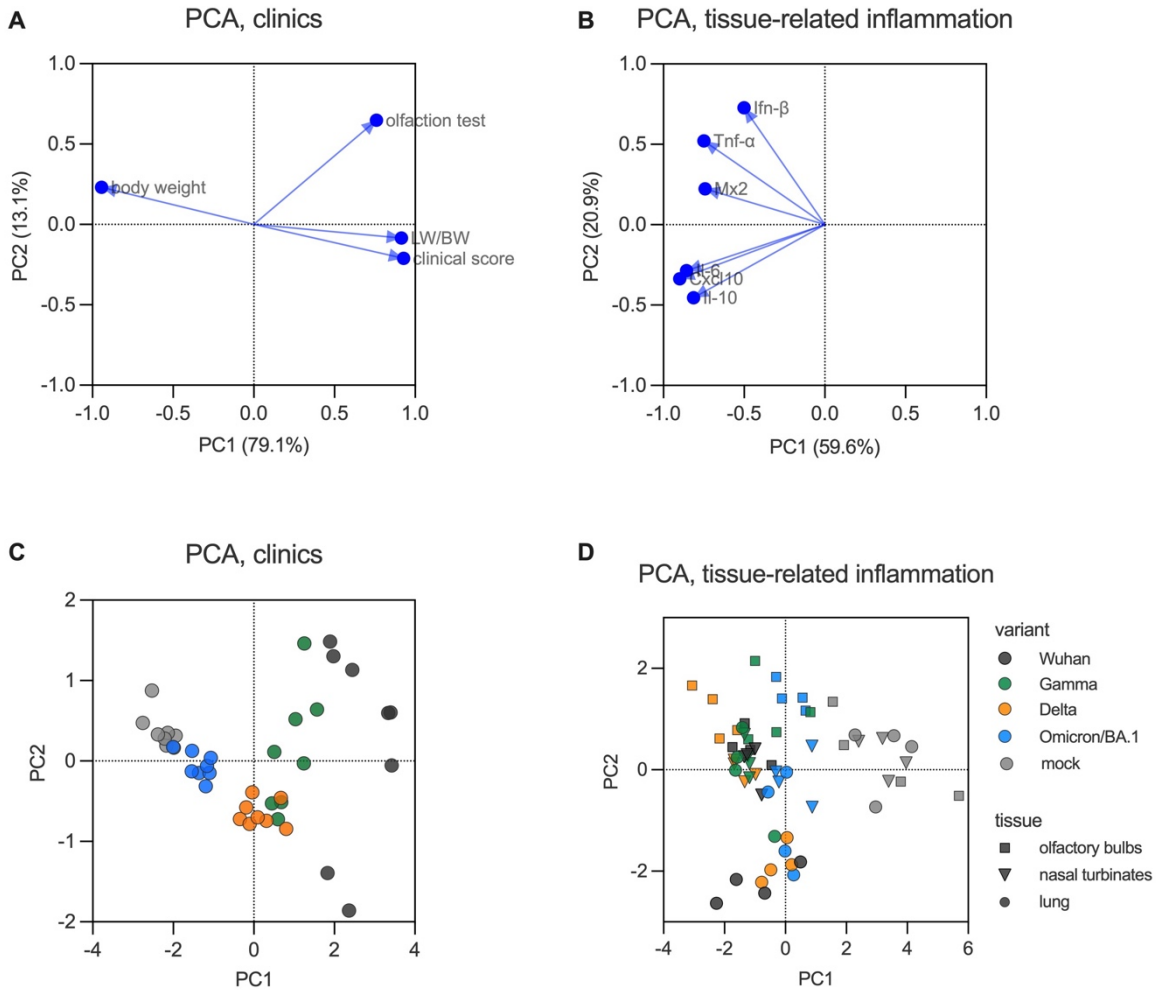 A
PCA, clinics
1.0
0.5
0.0
-0.5
-1.0
PC2 (13.1%)
olfaction test
body weight
LW/BW
clinical score
-1.0
-0.5
0.0
0.5
1.0
PC1 (79.1%)
B
PCA, tissue-related inflammation
1.0
0.5
0.0
-0.5
-1.0
PC2 (20.9%)
Ifn-β
Tnf-α
Mx2
Il-6
Cxcl10
Il-10
-1.0
-0.5
0.0
0.5
1.0
PC1 (59.6%)
C
PCA, clinics
2
1
0
-1
-2
PC2
-4
-2
0
2
4
PC1
D
PCA, tissue-related inflammation
2
0
-2
PC2
-4
-2
0
2
4
6
PC1
variant
Wuhan
Gamma
Delta
Omicron/BA.1
mock
tissue
olfactory bulbs
nasal turbinates
lung